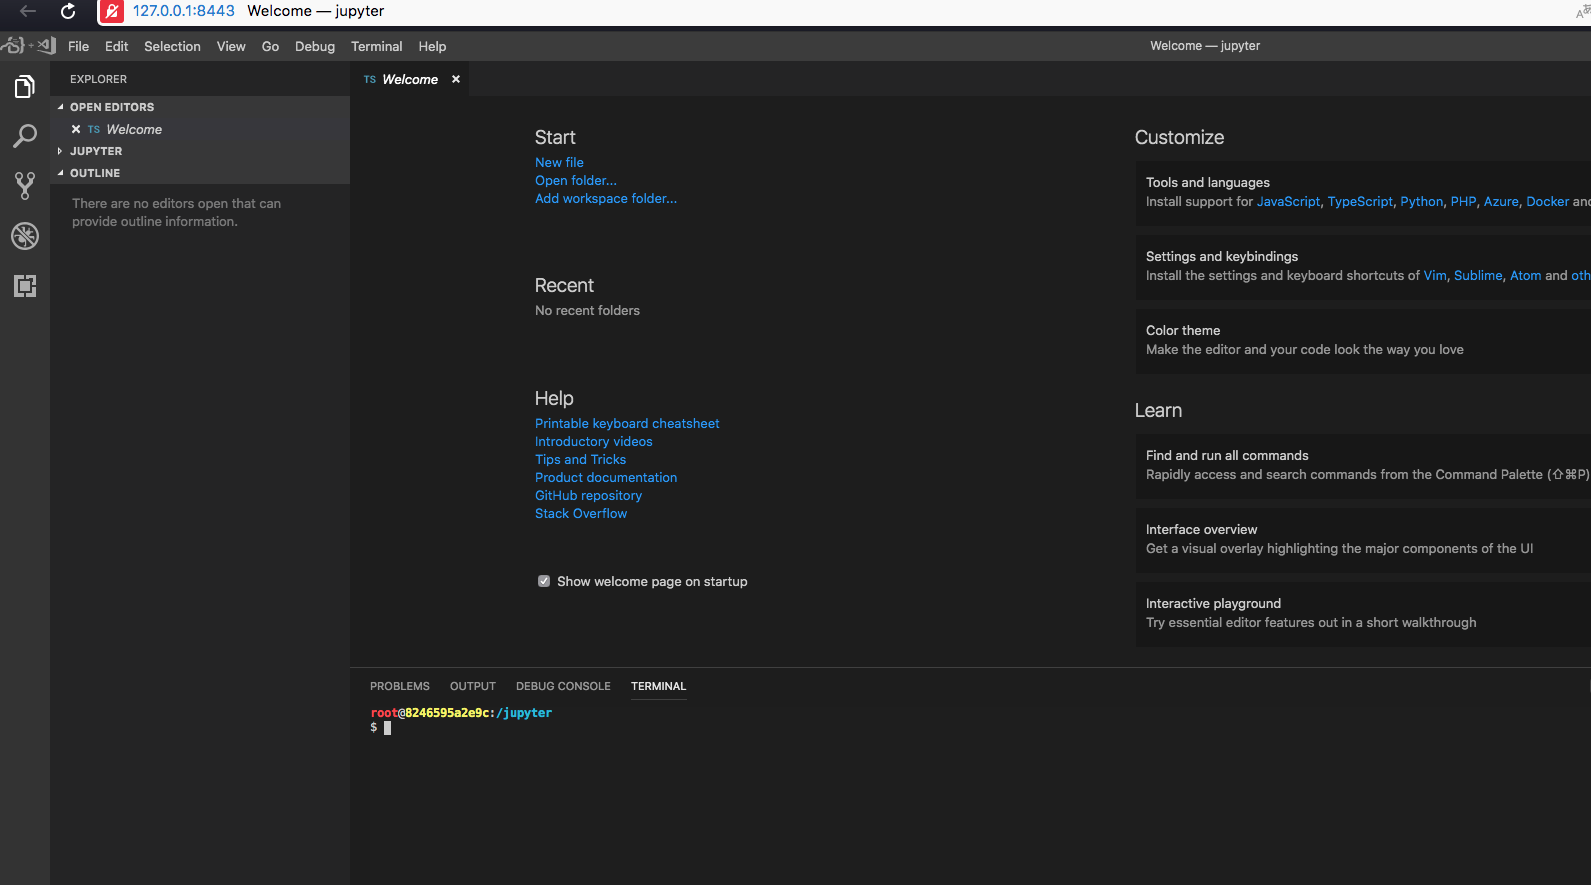 127.0.0.1:8443 Welcome — jupyter
File Edit Selection View Go Debug Terminal Help
Welcome — jupyter
EXPLORER
OPEN EDITORS
TS Welcome
JUPYTER
OUTLINE
There are no editors open that can
provide outline information.
TS Welcome
Start
New file
Open folder...
Add workspace folder...
Recent
No recent folders
Help
Printable keyboard cheatsheet
Introductory videos
Tips and Tricks
Product documentation
GitHub repository
Stack Overflow
Show welcome page on startup
Customize
Tools and languages
Install support for JavaScript, TypeScript, Python, PHP, Azure, Docker and
Settings and keybindings
Install the settings and keyboard shortcuts of Vim, Sublime, Atom and oth
Color theme
Make the editor and your code look the way you love
Learn
Find and run all commands
Rapidly access and search commands from the Command Palette (⇧⌘P)
Interface overview
Get a visual overlay highlighting the major components of the UI
Interactive playground
Try essential editor features out in a short walkthrough
PROBLEMS OUTPUT DEBUG CONSOLE TERMINAL
root@8246595a2e9c:/jupyter
$